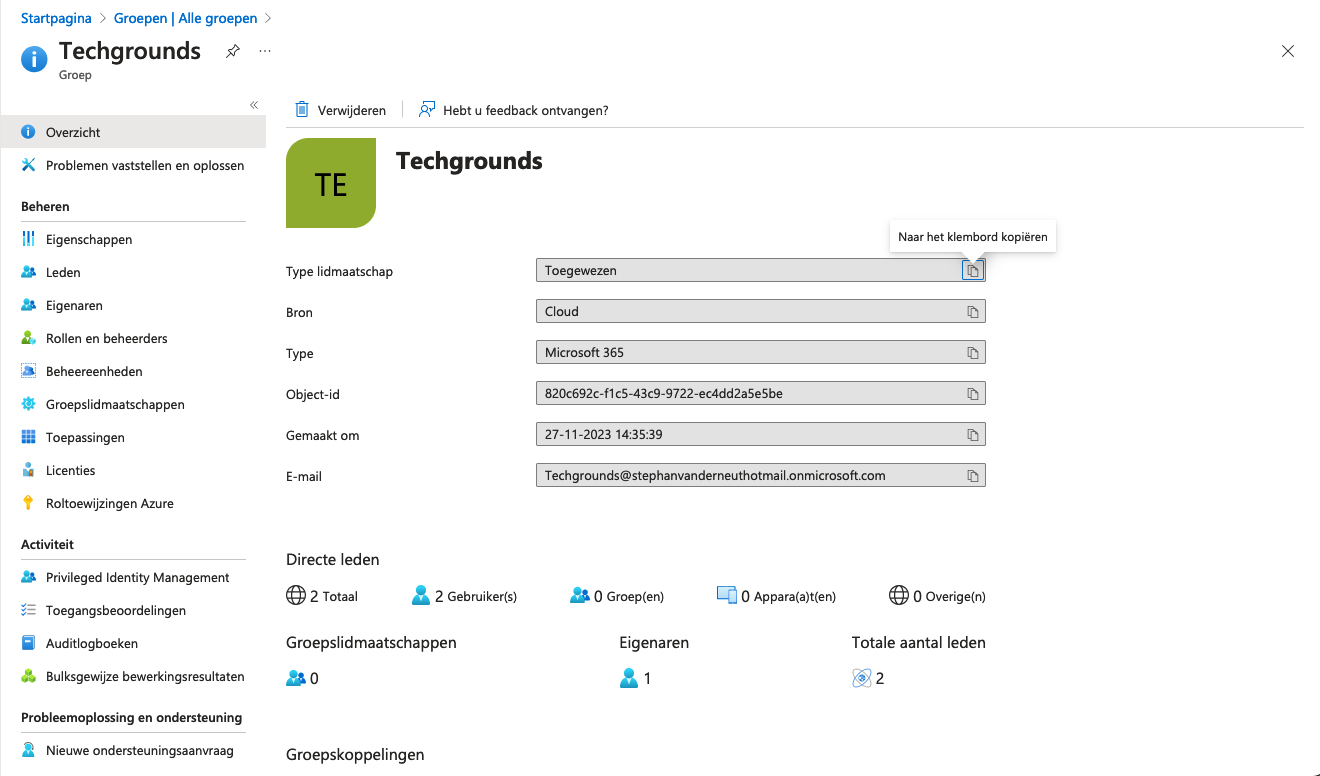 Startpagina > Groepen | Alle groepen >
Techgrounds ...
Groep
«
Verwijderen | Hebt u feedback ontvangen?
Overzicht
Problemen vaststellen en oplossen
Beheren
Eigenschappen
Leden
Eigenaren
Rollen en beheerders
Beheereenheden
Groepslidmaatschappen
Toepassingen
Licenties
Roltoewijzingen Azure
Activiteit
Privileged Identity Management
Toegangsbeoordelingen
Auditlogboeken
Bulksgewijze bewerkingsresultaten
Probleemoplossing en ondersteuning
Nieuwe ondersteuningsaanvraag
TE
Techgrounds
Naar het klembord kopiëren
Type lidmaatschap Toegewezen
Bron Cloud
Type Microsoft 365
Object-id 820c692c-f1c5-43c9-9722-ec4dd2a5e5be
Gemaakt om 27-11-2023 14:35:39
E-mail Techgrounds@stephanvanderneuthotmail.onmicrosoft.com
Directe leden
2 Totaal 2 Gebruiker(s) 0 Groep(en) 0 Appara(a)t(en) 0 Overige(n)
Groepslidmaatschappen Eigenaren Totale aantal leden
0 1 2
Groepskoppelingen